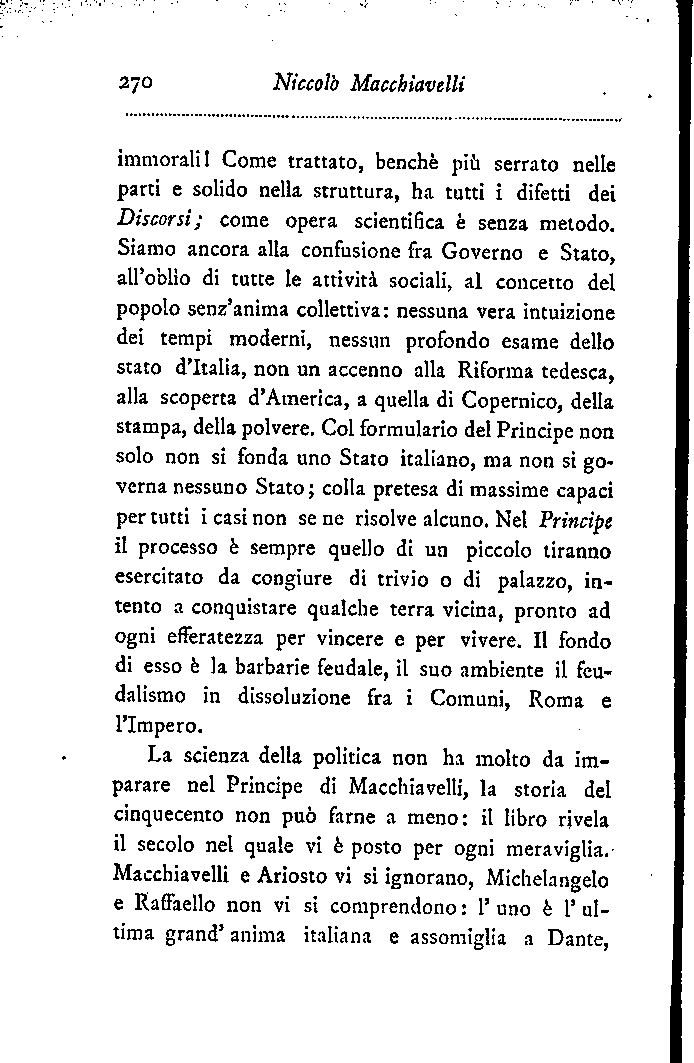 270 Niccolò Macchiavelli
immorali! Come trattato, benchè più serrato nelle
parti e solido nella struttura, ha tutti i difetti dei
Discorsi; come opera scientifica è senza metodo.
Siamo ancora alla confusione fra Governo e Stato,
all'oblio di tutte le attività sociali, al concetto del
popolo senz'anima collettiva: nessuna vera intuizione
dei tempi moderni, nessun profondo esame dello
stato d'Italia, non un accenno alla Riforma tedesca,
alla scoperta d'America, a quella di Copernico, della
stampa, della polvere. Col formulario del Principe non
solo non si fonda uno Stato italiano, ma non si go-
verna nessuno Stato; colla pretesa di massime capaci
per tutti i casi non se ne risolve alcuno. Nel Principe
il processo è sempre quello di un piccolo tiranno
esercitato da congiure di trivio o di palazzo, in-
tento a conquistare qualche terra vicina, pronto ad
ogni efferatezza per vincere e per vivere. Il fondo
di esso è la barbarie feudale, il suo ambiente il feu-
dalismo in dissoluzione fra i Comuni, Roma e
l'Impero.
La scienza della politica non ha molto da im-
parare nel Principe di Macchiavelli, la storia del
cinquecento non può farne a meno: il libro rivela
il secolo nel quale vi è posto per ogni meraviglia.
Macchiavelli e Ariosto vi si ignorano, Michelangelo
e Raffaello non vi si comprendono: l' uno è l' ul-
tima grand' anima italiana e assomiglia a Dante,